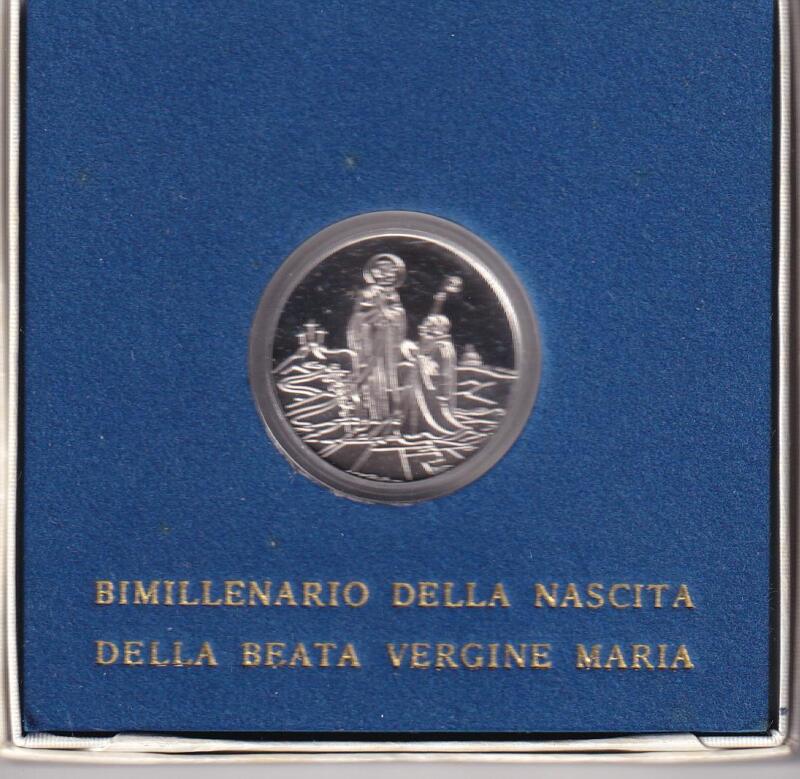 BIMILLENARIO DELLA NASCITA
DELLA BEATA VERGINE MARIA